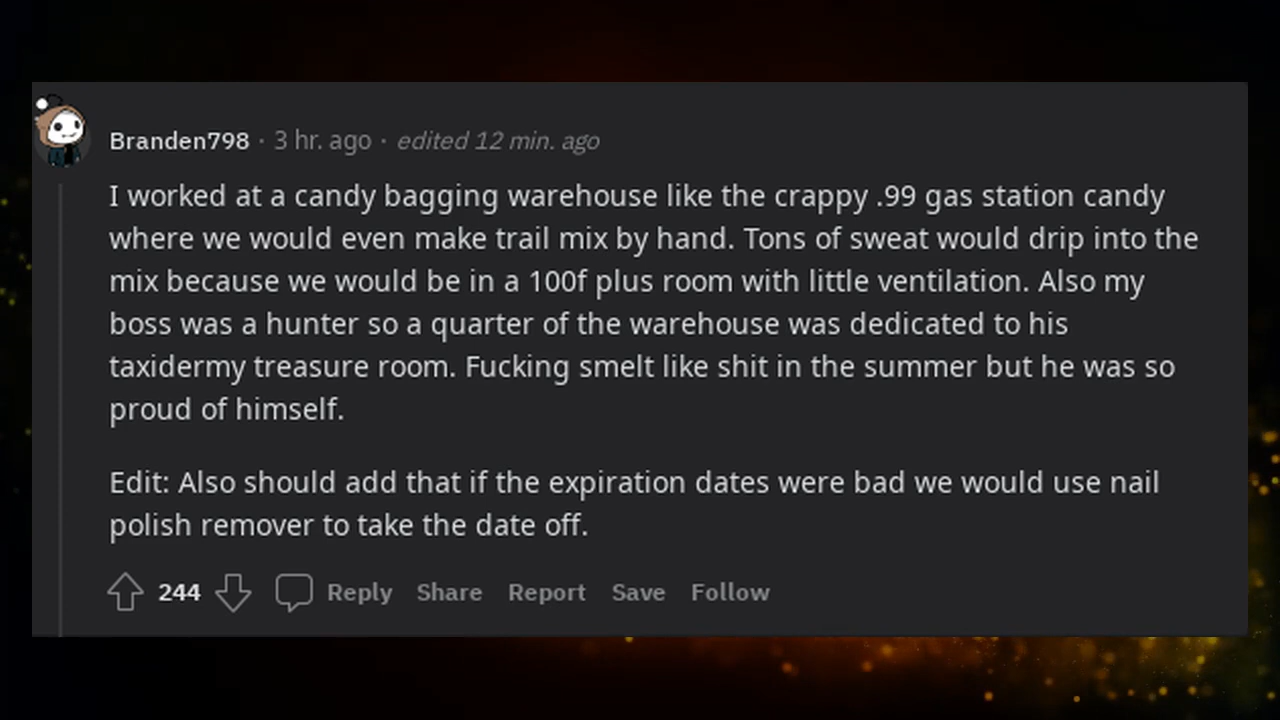 Branden798 · 3 hr. ago · edited 12 min. ago
I worked at a candy bagging warehouse like the crappy .99 gas station candy
where we would even make trail mix by hand. Tons of sweat would drip into the
mix because we would be in a 100f plus room with little ventilation. Also my
boss was a hunter so a quarter of the warehouse was dedicated to his
taxidermy treasure room. Fucking smelt like shit in the summer but he was so
proud of himself.
Edit: Also should add that if the expiration dates were bad we would use nail
polish remover to take the date off.
244 Reply Share Report Save Follow